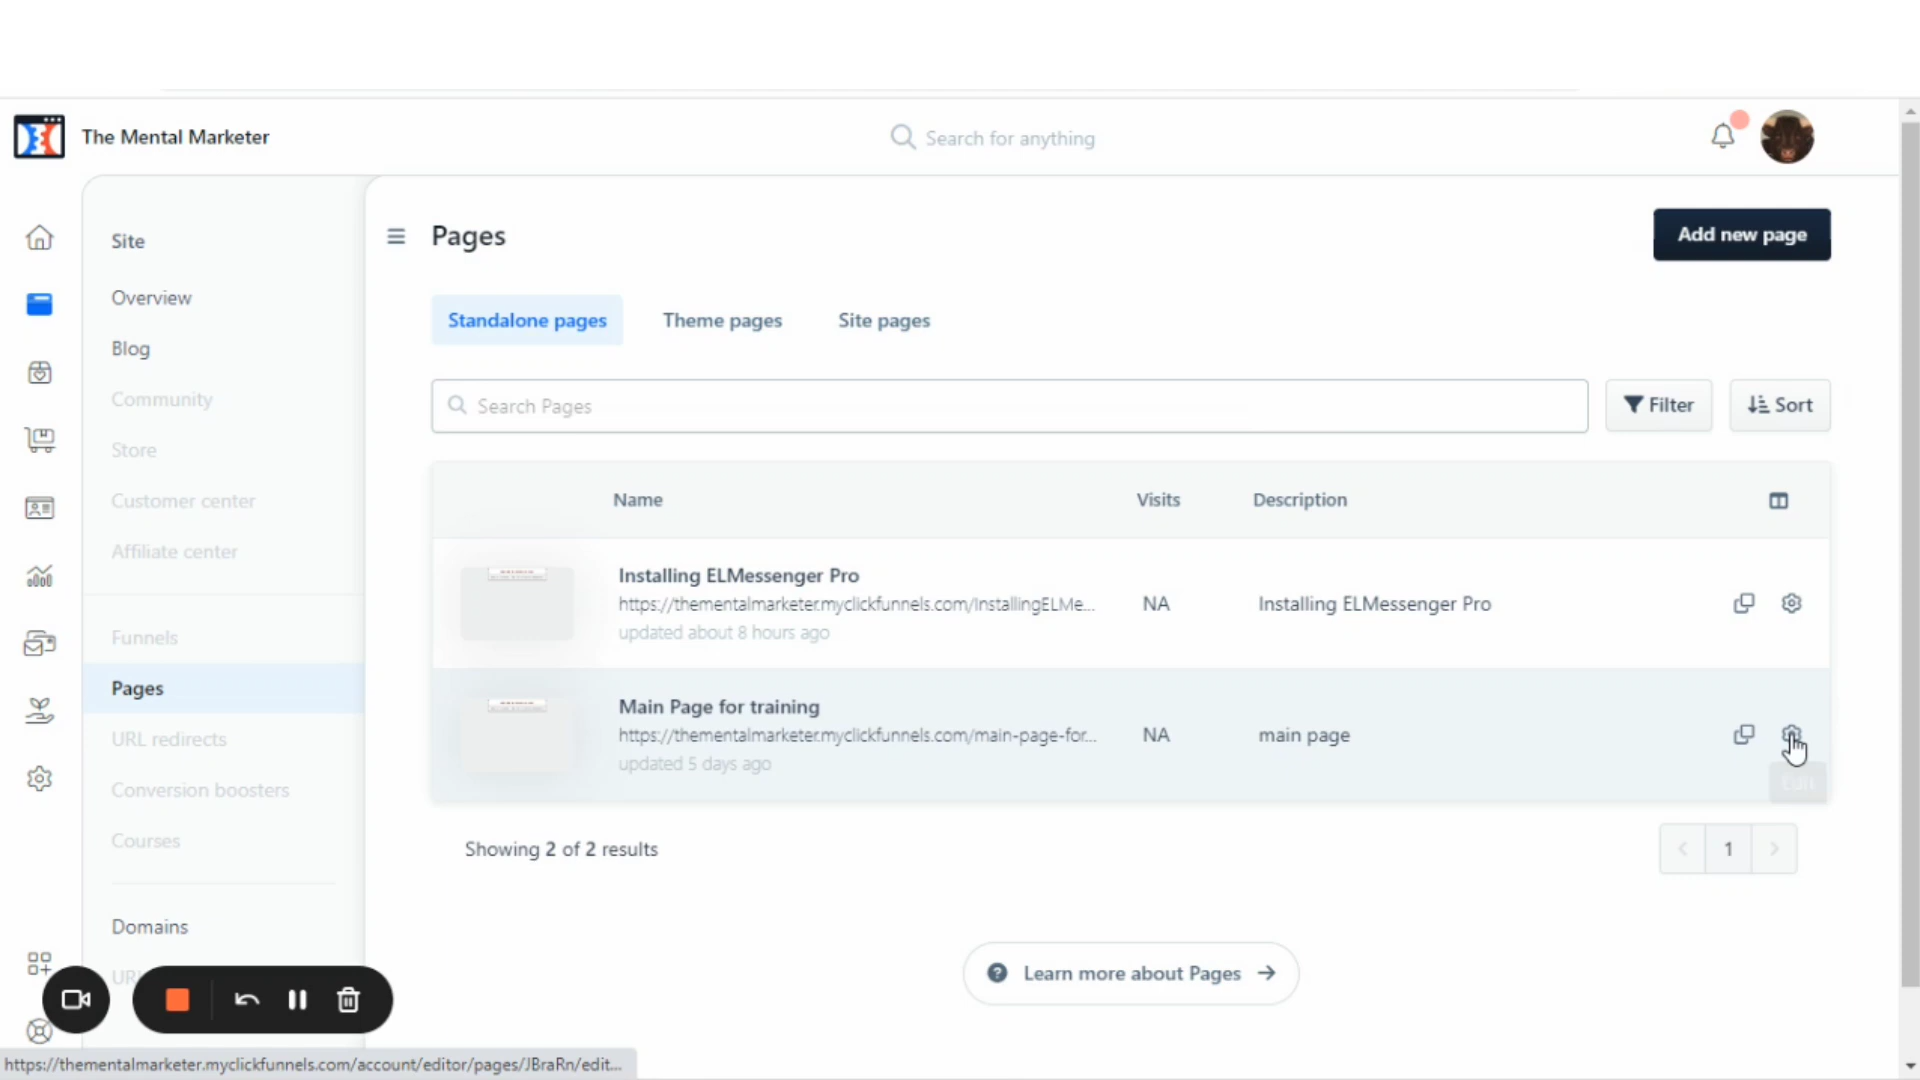 The Mental Marketer
Search for anything
Site
Overview
Blog
Community
Store
Customer center
Affiliate center
Funnels
Pages
URL redirects
Conversion boosters
Courses
Domains
Pages
Add new page
Standalone pages
Theme pages
Site pages
Search Pages
Filter
Sort
Name
Visits
Description
Installing ELMessenger Pro
https://thementalmarketer.myclickfunnels.com/InstallingELMe...
updated about 8 hours ago
NA
Installing ELMessenger Pro
Main Page for training
https://thementalmarketer.myclickfunnels.com/main-page-for...
updated 5 days ago
NA
main page
Edit
Showing 2 of 2 results
1
Learn more about Pages
https://thementalmarketer.myclickfunnels.com/account/editor/pages/JBraRn/edit...